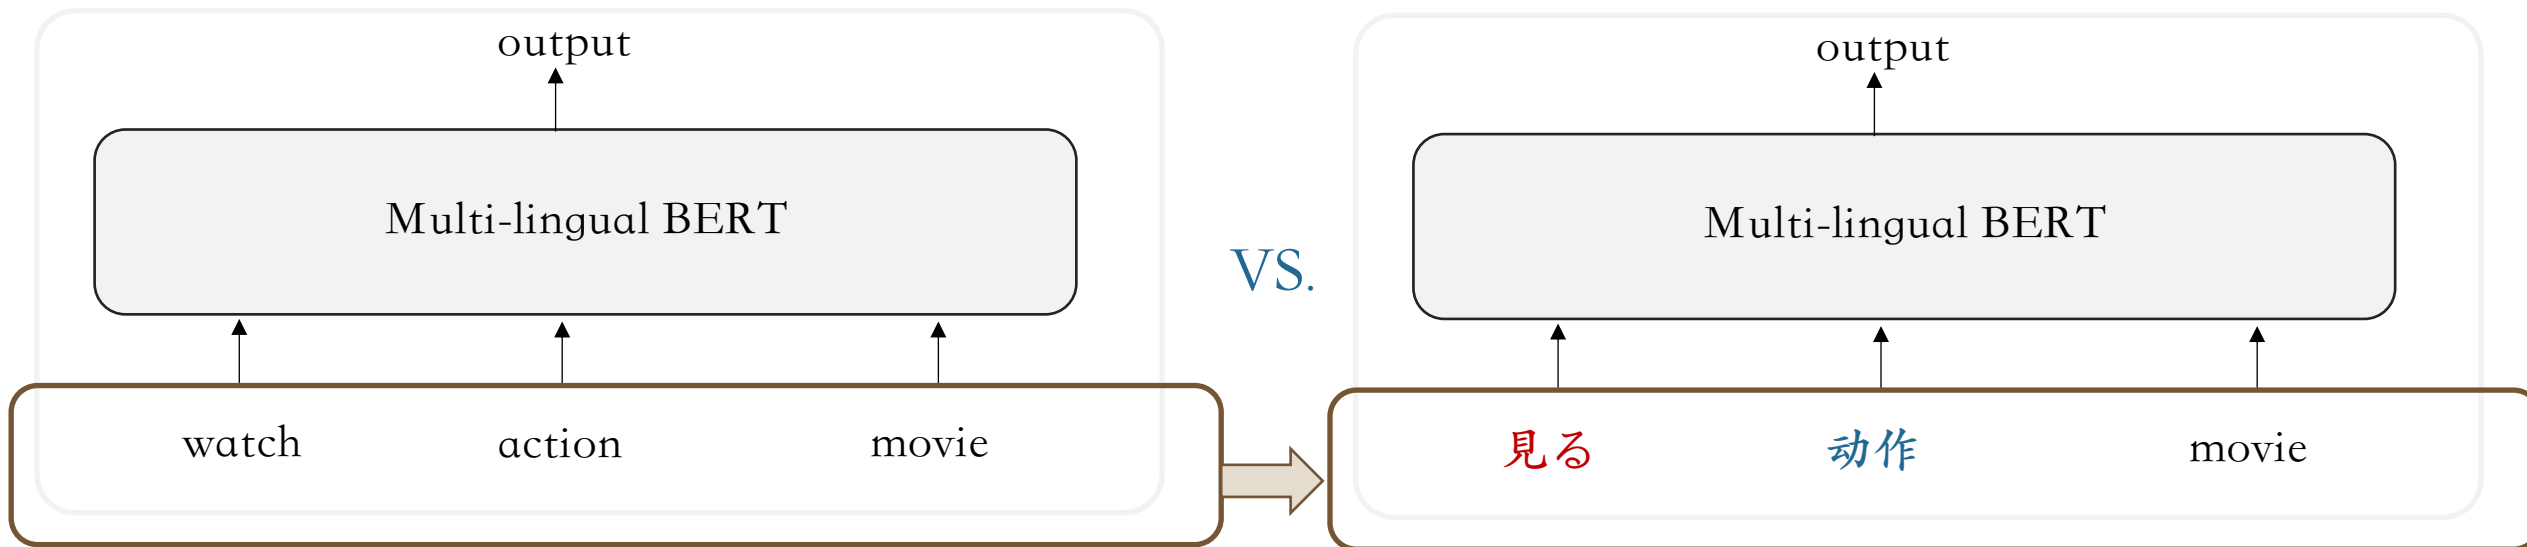 output
Multi-lingual BERT
watch action movie
VS.
output
Multi-lingual BERT
見る 动作 movie